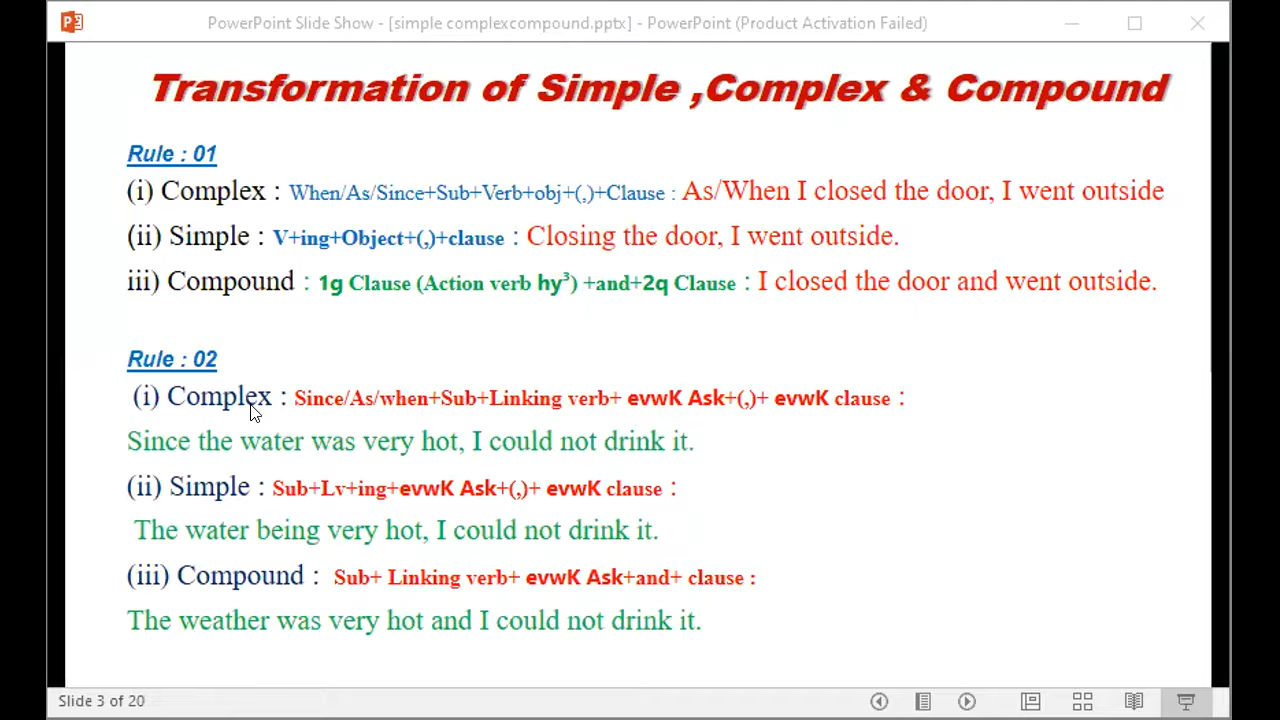 PowerPoint Slide Show - [simple complexcompound.pptx] - PowerPoint (Product Activation Failed)
Transformation of Simple ,Complex & Compound
Rule : 01
(i) Complex : When/As/Since+Sub+Verb+obj+(,)+Clause : As/When I closed the door, I went outside
(ii) Simple : V+ing+Object+(,)+clause : Closing the door, I went outside.
iii) Compound : 1g Clause (Action verb hy³) +and+2q Clause : I closed the door and went outside.
Rule : 02
(i) Complex : Since/As/when+Sub+Linking verb+ evwK Ask+(,)+ evwK clause :
Since the water was very hot, I could not drink it.
(ii) Simple : Sub+Lv+ing+evwK Ask+(,)+ evwK clause :
The water being very hot, I could not drink it.
(iii) Compound : Sub+ Linking verb+ evwK Ask+and+ clause :
The weather was very hot and I could not drink it.
Slide 3 of 20